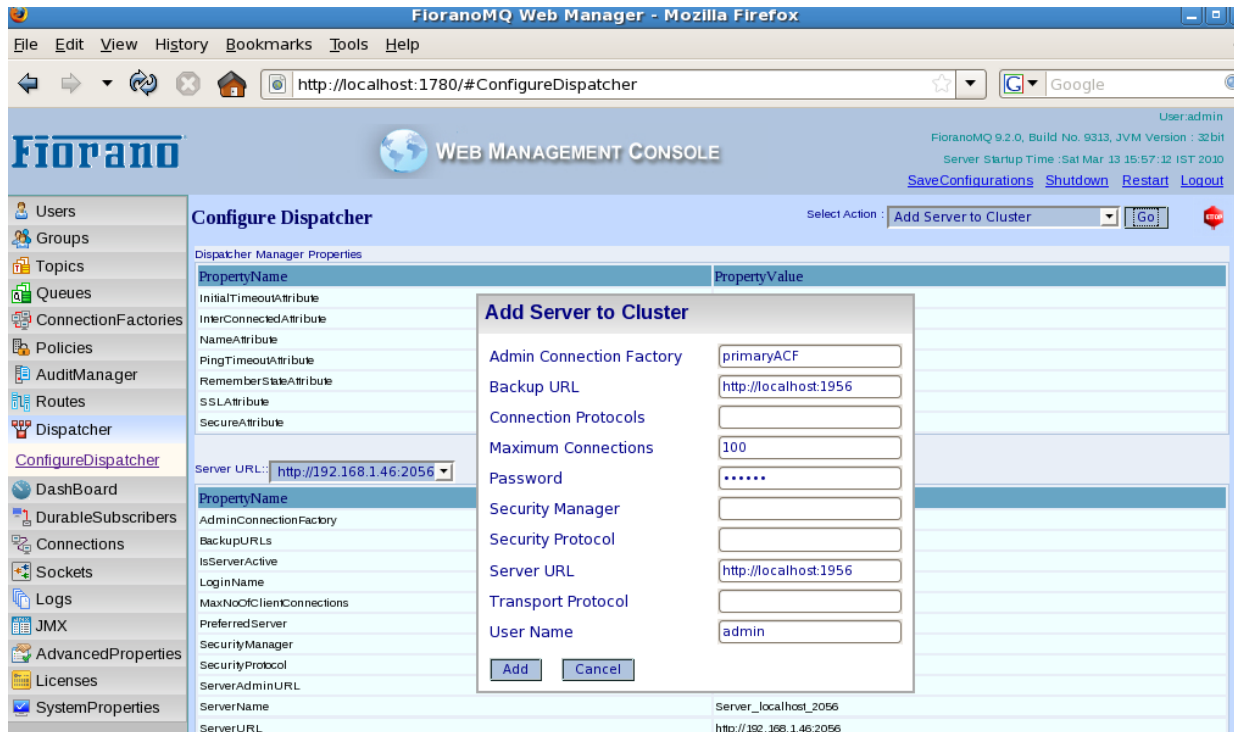 FioranoMQ Web Manager - Mozilla Firefox
File Edit View History Bookmarks Tools Help
http://localhost:1780/#ConfigureDispatcher
G Google
User:admin
FioranoMQ 9.2.0, Build No. 9313, JVM Version : 32bit
Server Startup Time :Sat Mar 13 15:57:12 IST 2010
Fiorano
WEB MANAGEMENT CONSOLE
SaveConfigurations Shutdown Restart Logout
Users
Groups
Topics
Queues
ConnectionFactories
Policies
AuditManager
Routes
Dispatcher
ConfigureDispatcher
DashBoard
DurableSubscribers
Connections
Sockets
Logs
JMX
AdvancedProperties
Licenses
SystemProperties
Configure Dispatcher
Select Action : Add Server to Cluster Go STOP
Dispatcher Manager Properties
PropertyName PropertyValue
InitialTimeoutAttribute
InterConnectedAttribute
NameAttribute
PingTimeoutAttribute
RememberStateAttribute
SSLAttribute
SecureAttribute
Server URL:: http://192.168.1.46:2056
PropertyName
AdminConnectionFactory
BackupURLs
IsServerActive
LoginName
MaxNoOfClientConnections
PreferredServer
SecurityManager
SecurityProtocol
ServerAdminURL
ServerName Server_localhost_2056
ServerURL http://192.168.1.46:2056
Add Server to Cluster
Admin Connection Factory primaryACF
Backup URL http://localhost:1956
Connection Protocols
Maximum Connections 100
Password ••••••
Security Manager
Security Protocol
Server URL http://localhost:1956
Transport Protocol
User Name admin
Add Cancel